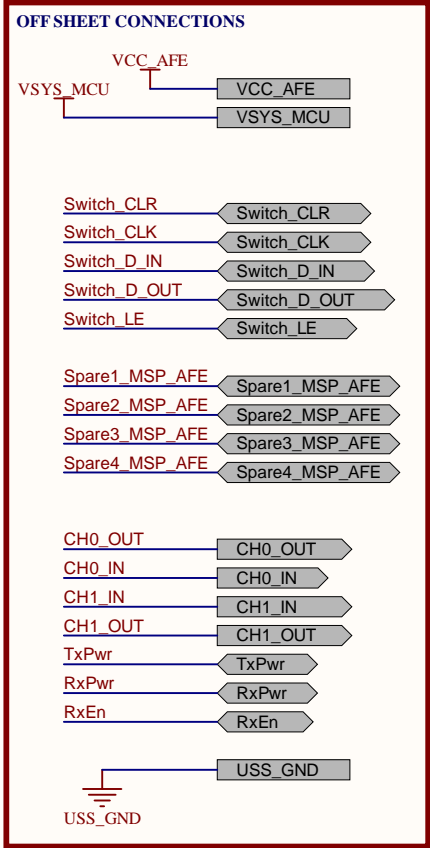 OFF SHEET CONNECTIONS
VCC_AFE
VSYS_MCU
VCC_AFE
VSYS_MCU
Switch_CLR Switch_CLR
Switch_CLK Switch_CLK
Switch_D_IN Switch_D_IN
Switch_D_OUT Switch_D_OUT
Switch_LE Switch_LE
Spare1_MSP_AFE Spare1_MSP_AFE
Spare2_MSP_AFE Spare2_MSP_AFE
Spare3_MSP_AFE Spare3_MSP_AFE
Spare4_MSP_AFE Spare4_MSP_AFE
CH0_OUT CH0_OUT
CH0_IN CH0_IN
CH1_IN CH1_IN
CH1_OUT CH1_OUT
TxPwr TxPwr
RxPwr RxPwr
RxEn RxEn
USS_GND
USS_GND